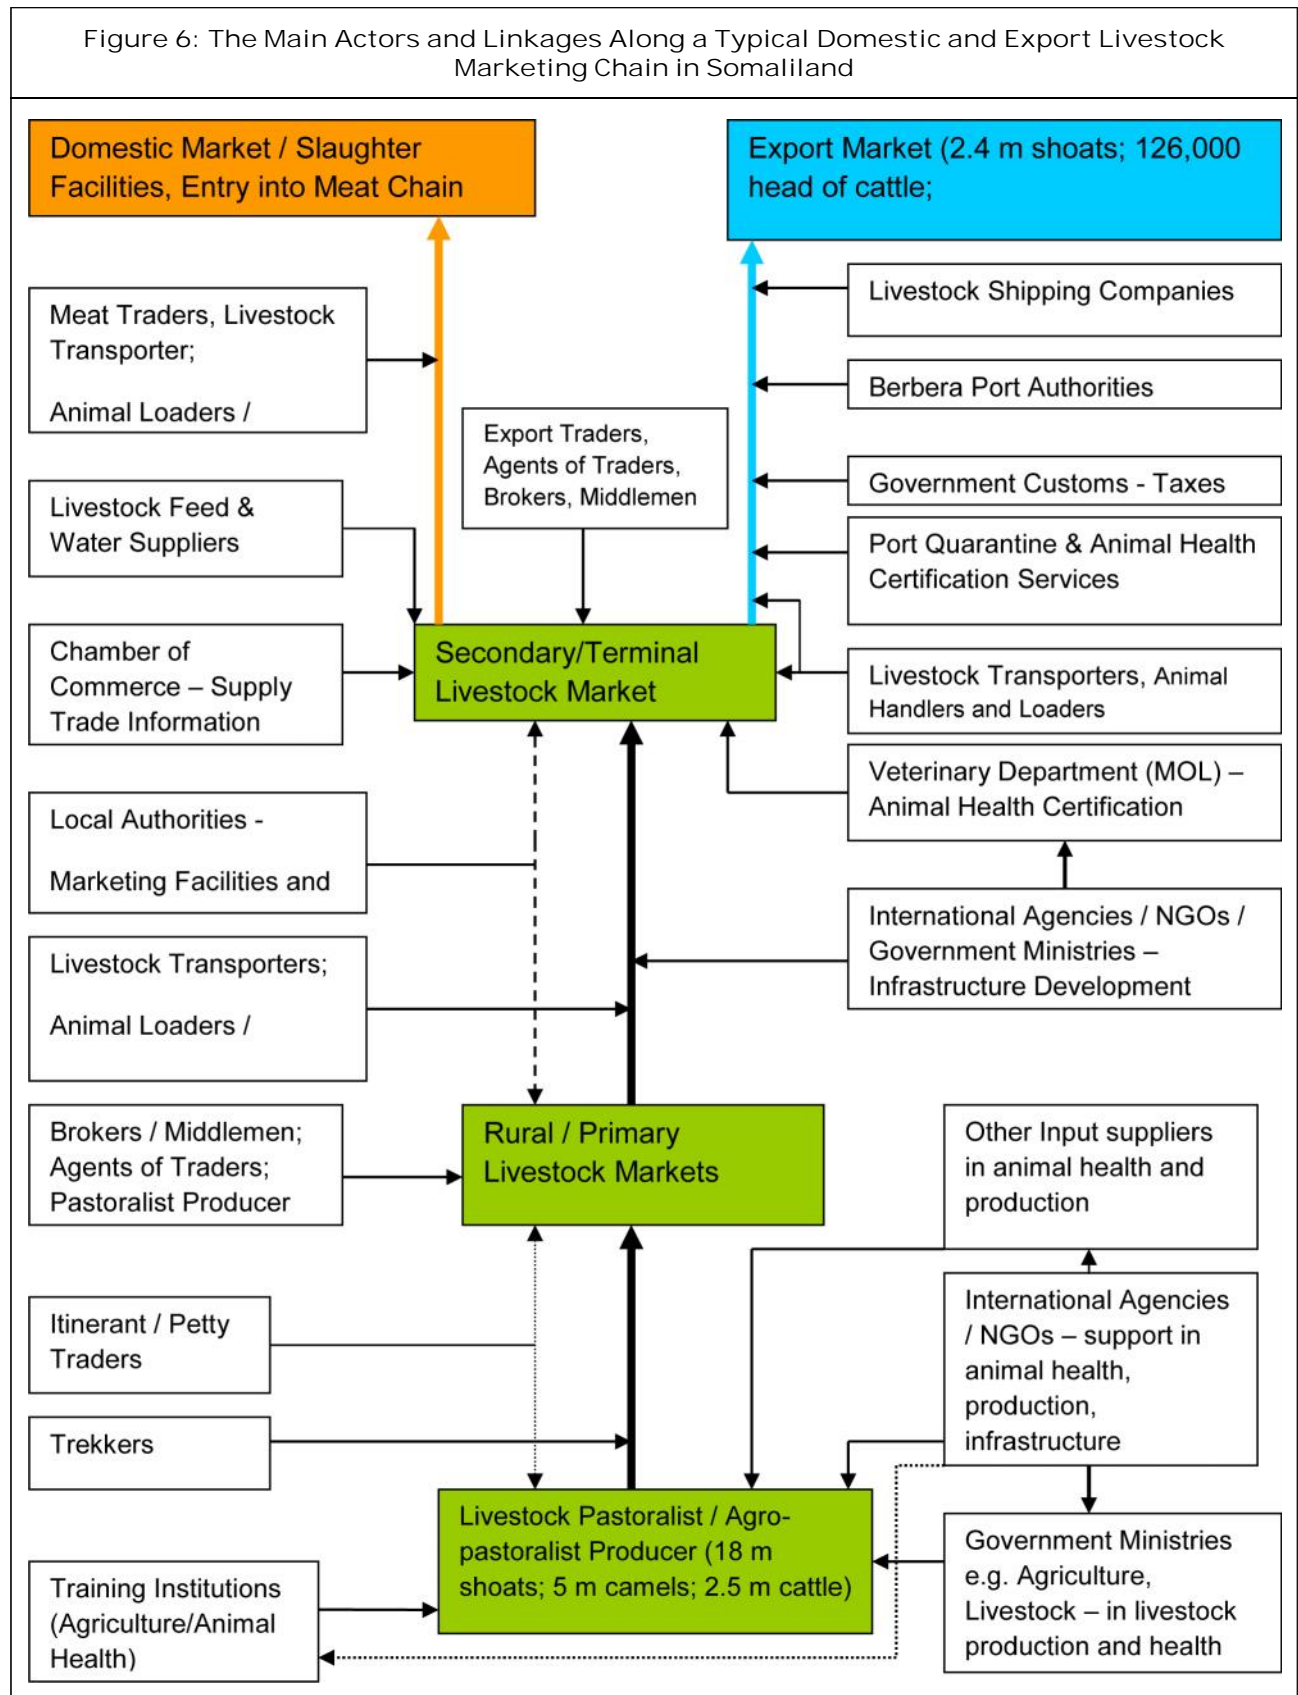 Figure 6: The Main Actors and Linkages Along a Typical Domestic and Export Livestock
Marketing Chain in Somaliland
Domestic Market / Slaughter
Facilities, Entry into Meat Chain
Export Market (2.4 m shoats; 126,000
head of cattle;
Meat Traders, Livestock
Transporter;
Animal Loaders /
Livestock Shipping Companies
Berbera Port Authorities
Export Traders,
Agents of Traders,
Brokers, Middlemen
Government Customs - Taxes
Livestock Feed &
Water Suppliers
Port Quarantine & Animal Health
Certification Services
Chamber of
Commerce – Supply
Trade Information
Secondary/Terminal
Livestock Market
Livestock Transporters, Animal
Handlers and Loaders
Veterinary Department (MOL) –
Animal Health Certification
Local Authorities -
Marketing Facilities and
International Agencies / NGOs /
Government Ministries –
Infrastructure Development
Livestock Transporters;
Animal Loaders /
Brokers / Middlemen;
Agents of Traders;
Pastoralist Producer
Rural / Primary
Livestock Markets
Other Input suppliers
in animal health and
production
Itinerant / Petty
Traders
International Agencies
/ NGOs – support in
animal health,
production,
infrastructure
Trekkers
Livestock Pastoralist / Agro-
pastoralist Producer (18 m
shoats; 5 m camels; 2.5 m cattle)
Government Ministries
e.g. Agriculture,
Livestock – in livestock
production and health
Training Institutions
(Agriculture/Animal
Health)